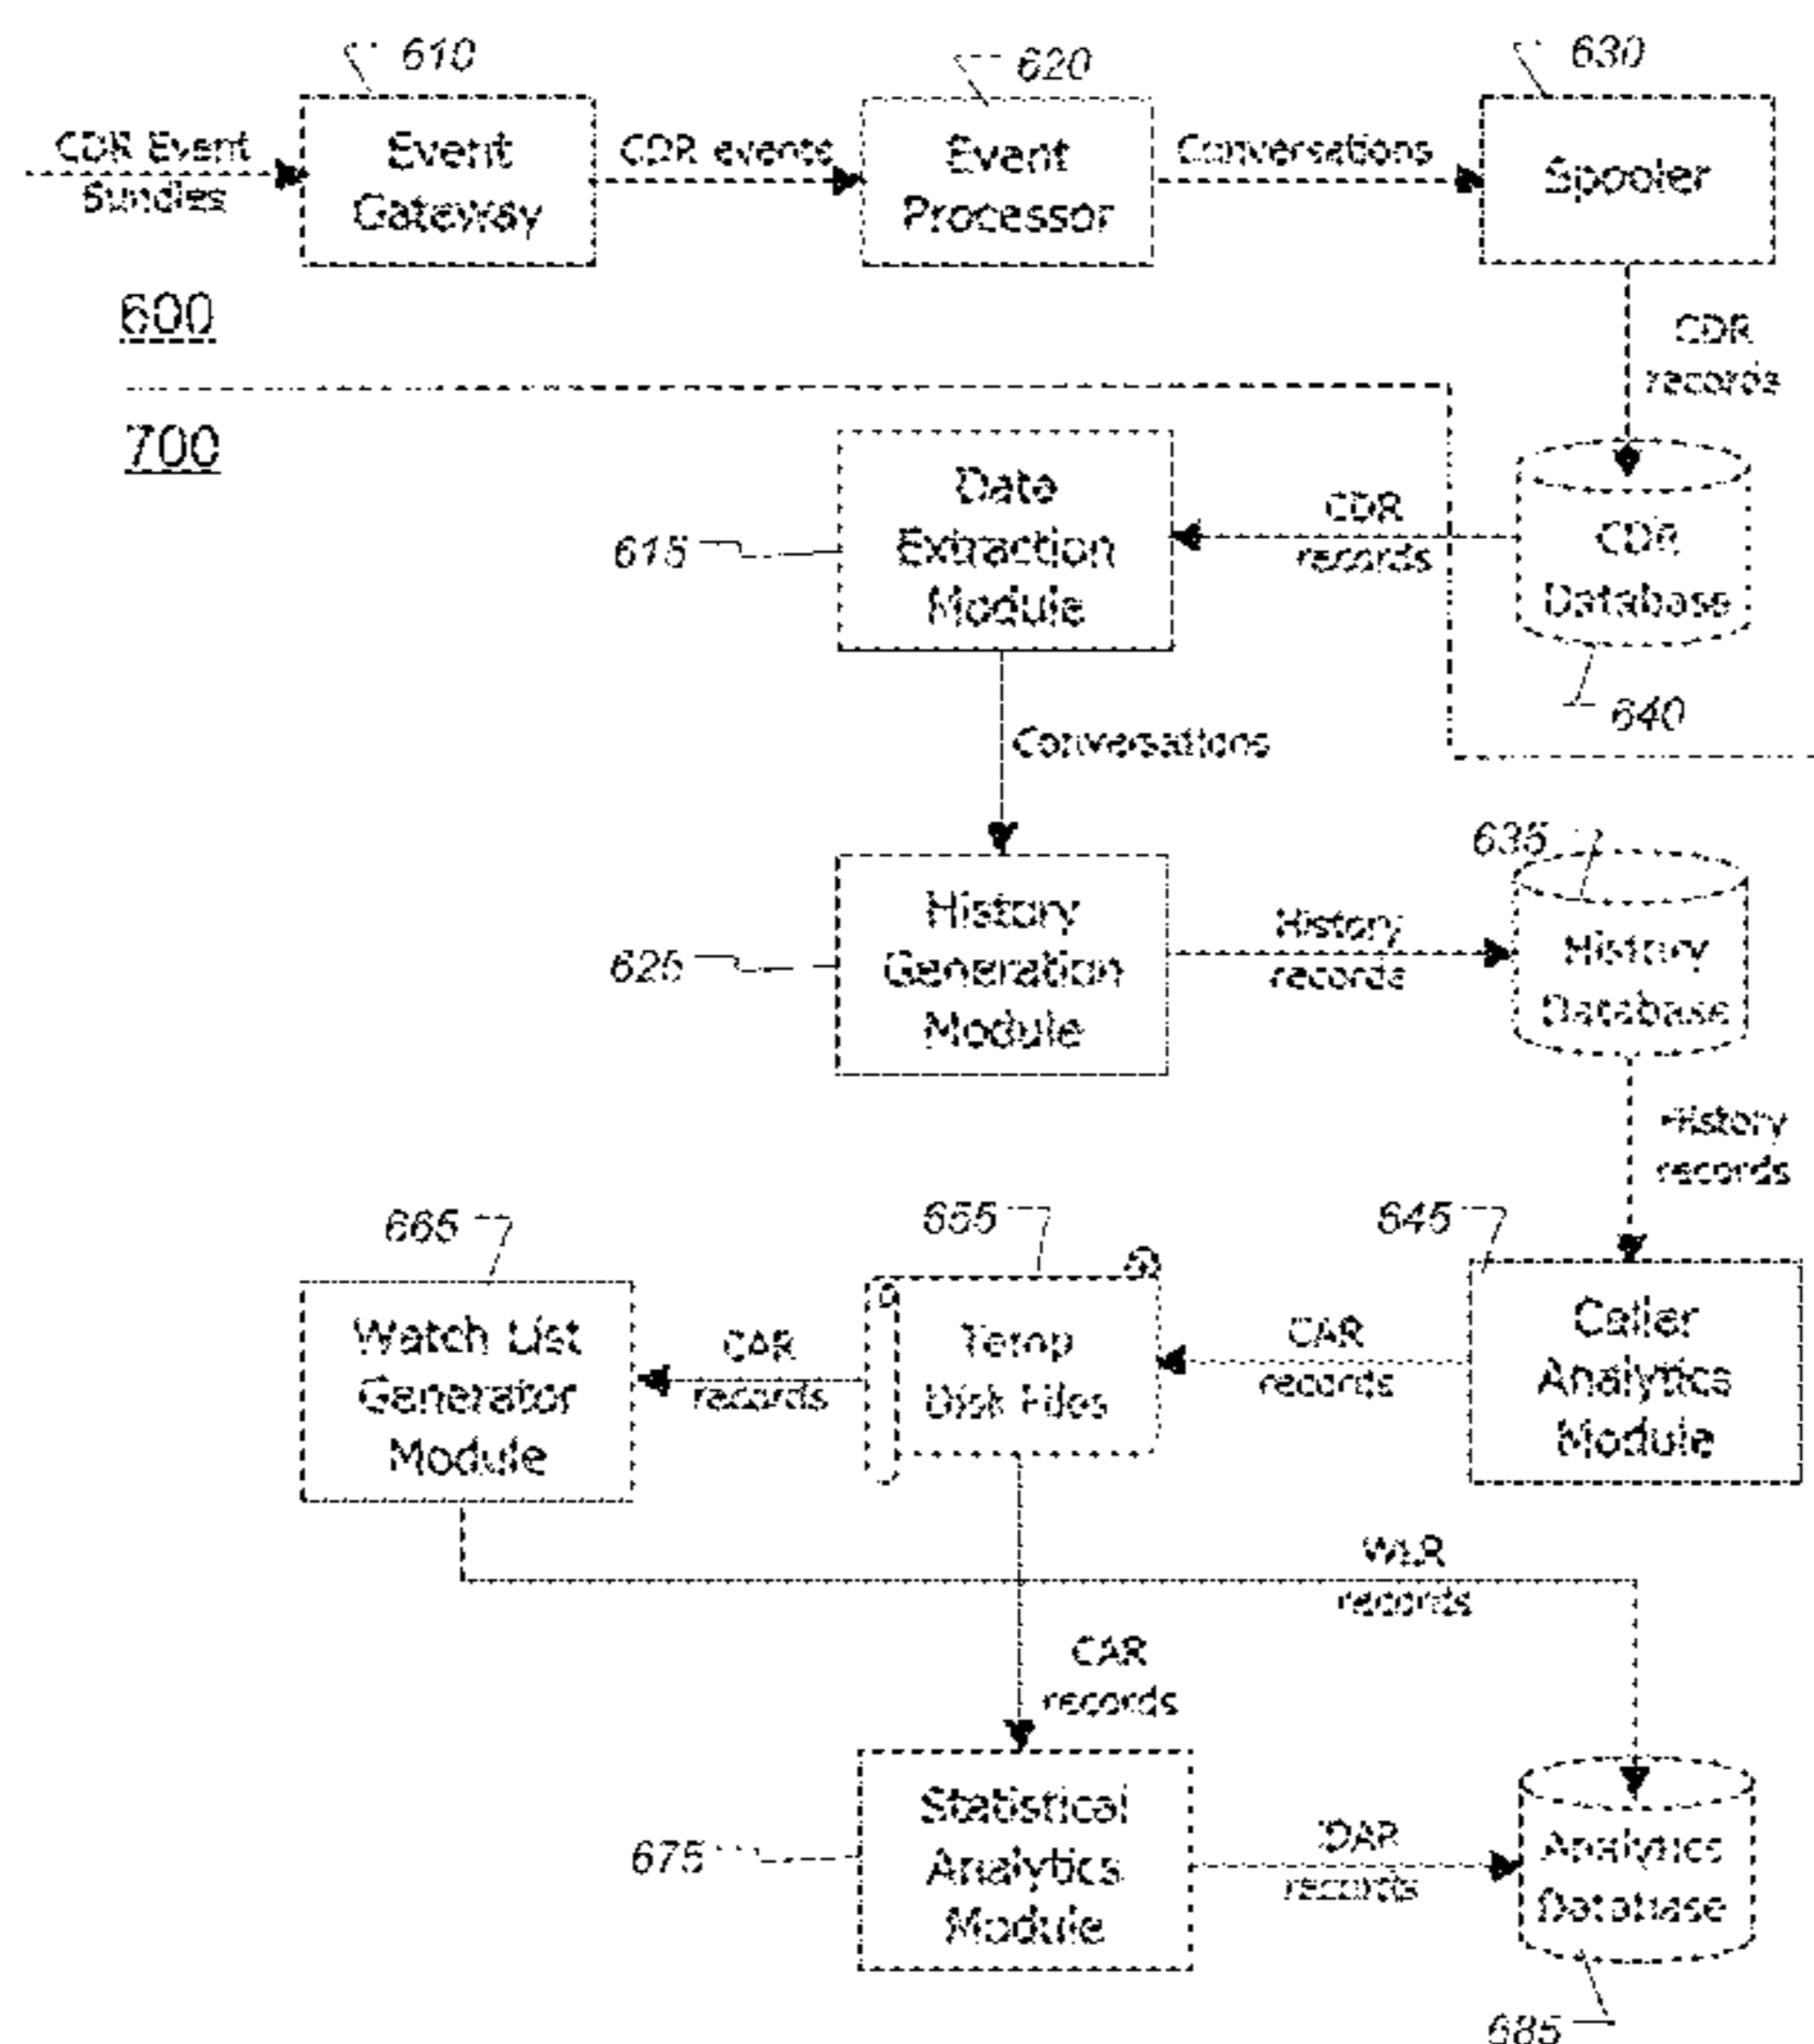 610
620
630
CDR Event
Bundles
Event
Gateway
CDR events
Event
Processor
Conversations
Spooler
600
CDR
records
700
Date
Extraction
Module
615
CDR
records
CDR
Database
640
Conversations
635
History
Generation
Module
625
History
records
History
Database
History
records
665
655
645
Watch List
Generator
Module
CAR
records
Temp
Disk Files
CAR
records
Caller
Analytics
Module
WLR
records
CAR
records
Statistical
Analytics
Module
675
records
Analytics
Database
685